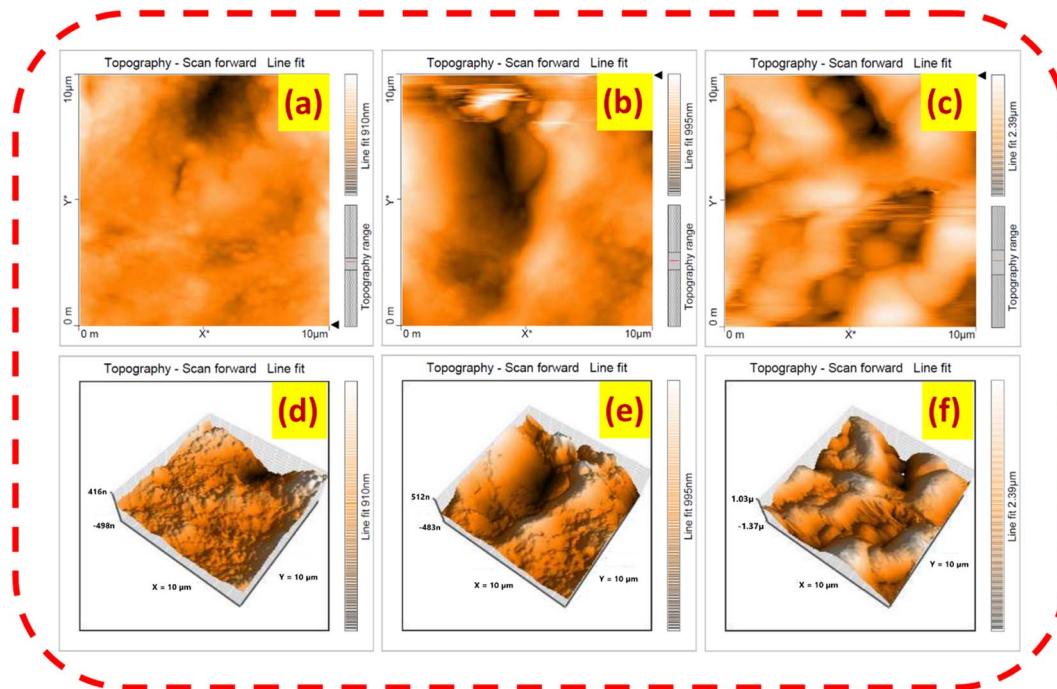 Topography - Scan forward Line fit
(a)
10µm
Y*
0 m
0 m
X*
10µm
Line fit 910nm
Topography range
Topography - Scan forward Line fit
(b)
10µm
Y*
0 m
0 m
X*
10µm
Line fit 995nm
Topography range
Topography - Scan forward Line fit
(c)
10µm
Y*
0 m
0 m
X*
10µm
Line fit 2.39µm
Topography range
Topography - Scan forward Line fit
(d)
416n
-498n
X = 10 µm
Y = 10 µm
Line fit 910nm
Topography - Scan forward Line fit
(e)
512n
-483n
X = 10 µm
Y = 10 µm
Line fit 995nm
Topography - Scan forward Line fit
(f)
1.03µ
-1.37µ
X = 10 µm
Y = 10 µm
Line fit 2.39µm